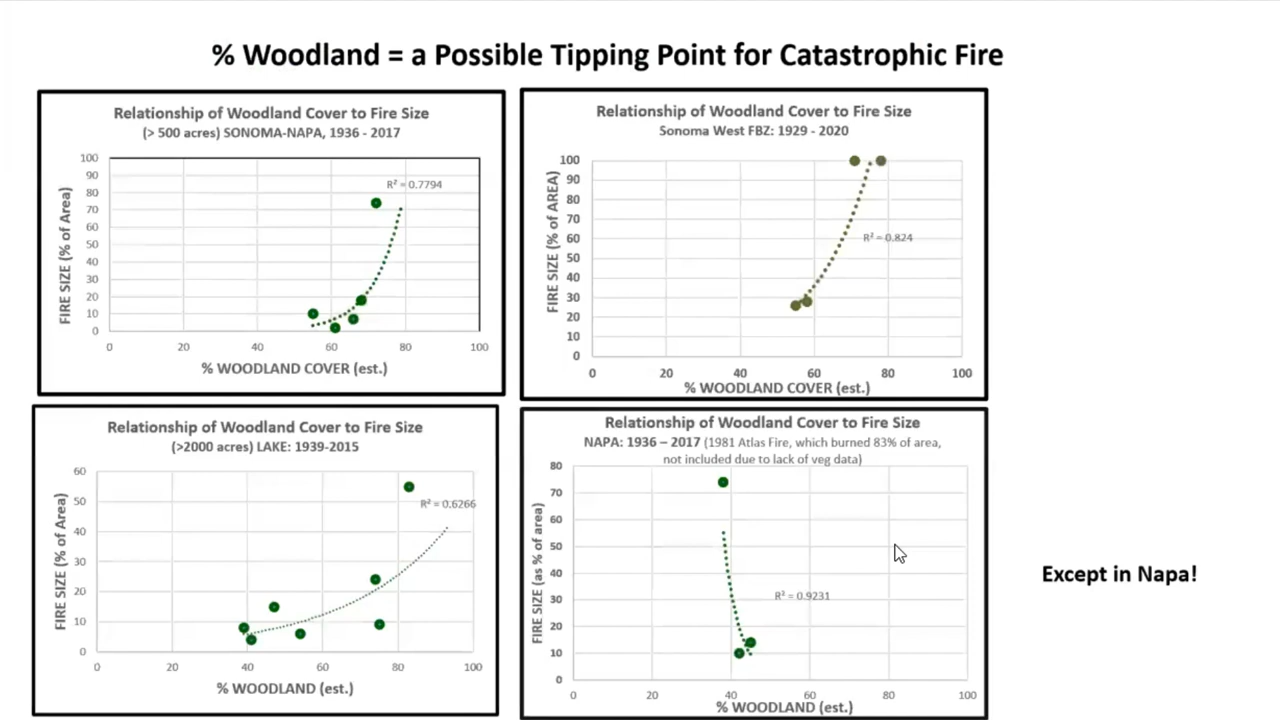 % Woodland = a Possible Tipping Point for Catastrophic Fire
Relationship of Woodland Cover to Fire Size
(> 500 acres) SONOMA-NAPA, 1936 - 2017
FIRE SIZE (% of Area)
100
90
80
70
60
50
40
30
20
10
0
R² = 0.7794
0 20 40 60 80 100
% WOODLAND COVER (est.)
Relationship of Woodland Cover to Fire Size
Sonoma West FBZ: 1929 - 2020
FIRE SIZE (% of AREA)
100
90
80
70
60
50
40
30
20
10
0
R² = 0.824
0 20 40 60 80 100
% WOODLAND COVER (est.)
Relationship of Woodland Cover to Fire Size
(>2000 acres) LAKE: 1939-2015
FIRE SIZE (% of Area)
60
50
40
30
20
10
0
R² = 0.6266
0 20 40 60 80 100
% WOODLAND (est.)
Relationship of Woodland Cover to Fire Size
NAPA: 1936 – 2017 (1981 Atlas Fire, which burned 83% of area,
not included due to lack of veg data)
FIRE SIZE (as % of area)
80
70
60
50
40
30
20
10
0
R² = 0.9231
0 20 40 60 80 100
% WOODLAND (est.)
Except in Napa!